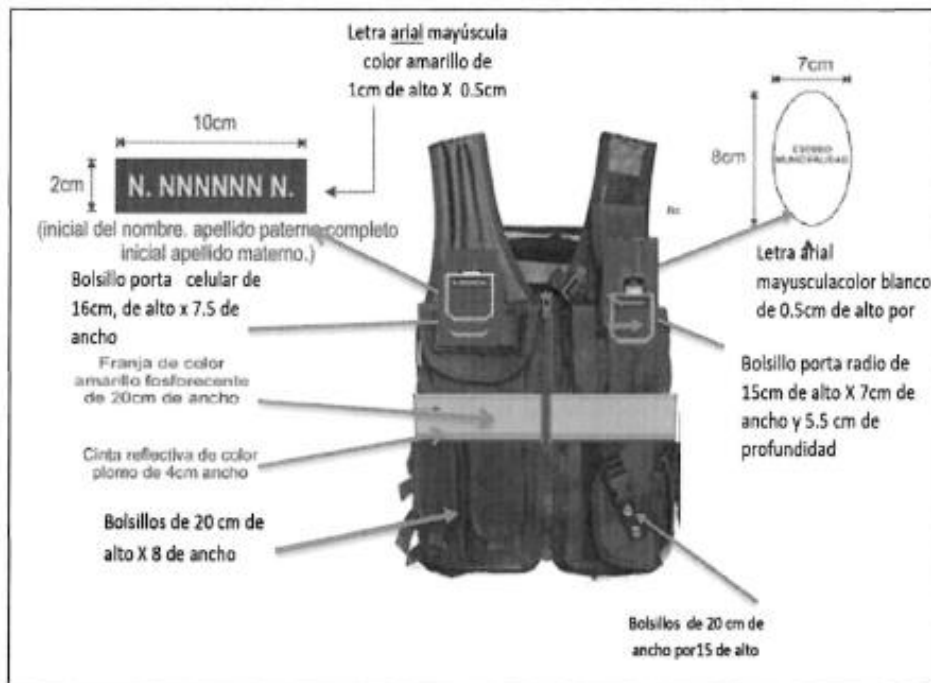 Letra arial mayúscula
color amarillo de
1cm de alto X 0.5cm
10cm
2cm
N. NNNNNN N.
(inicial del nombre. apellido paterno completo
inicial apellido materno.)
7cm
8cm
ESCUDO
MUNICIPALIDAD
Letra arial
mayusculacolor blanco
de 0.5cm de alto por
Bolsillo porta celular de
16cm, de alto x 7.5 de
ancho
Franja de color
amarillo fosforecente
de 20cm de ancho
Cinta reflectiva de color
plomo de 4cm ancho
Bolsillos de 20 cm de
alto X 8 de ancho
Bolsillo porta radio de
15cm de alto X 7cm de
ancho y 5.5 cm de
profundidad
Bolsillos de 20 cm de
ancho por15 de alto